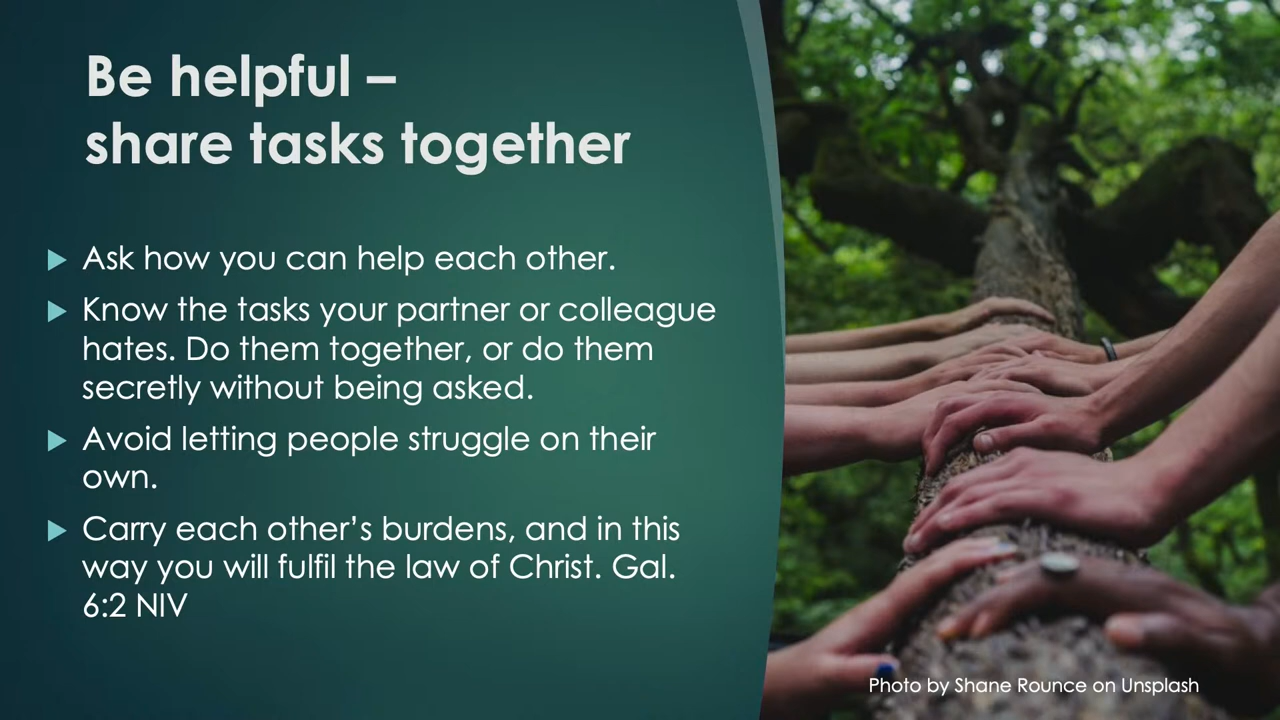 Be helpful –
share tasks together
Ask how you can help each other.
Know the tasks your partner or colleague
hates. Do them together, or do them
secretly without being asked.
Avoid letting people struggle on their
own.
Carry each other’s burdens, and in this
way you will fulfil the law of Christ. Gal.
6:2 NIV
Photo by Shane Rounce on Unsplash